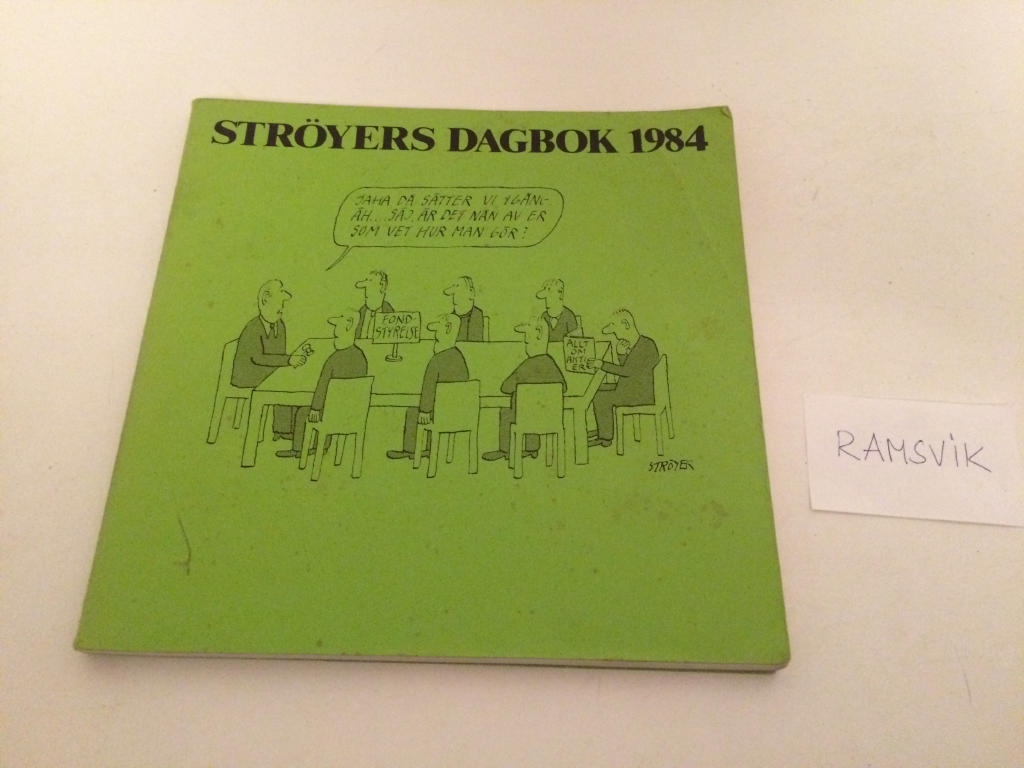 STRÖYERS DAGBOK 1984
JAHA DÅ SÄTTER VI IGÅNG-
ÄH... SÄJ, ÄR DET NÅN AV ER
SOM VET HUR MAN GÖR?
FOND-
STYRELSE
ALLT
OM
AKTI-
ER
STRÖYER
RAMSVIK